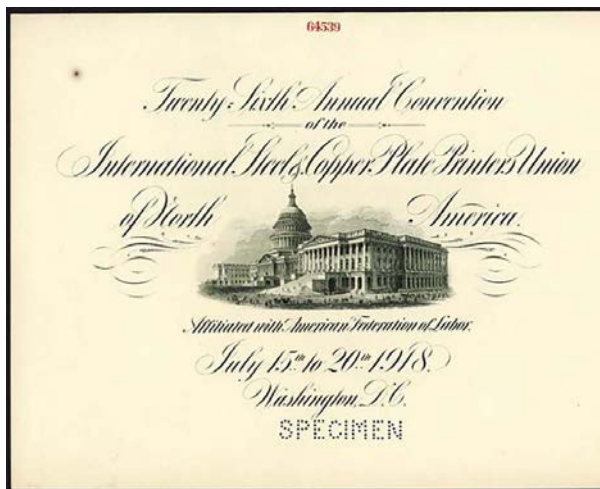 64539
Twenty-Sixth Annual Convention
of the
International Steel & Copper Plate Printers Union
of North America.
Affiliated with American Federation of Labor.
July 15th to 20th 1918.
Washington, D.C.
SPECIMEN